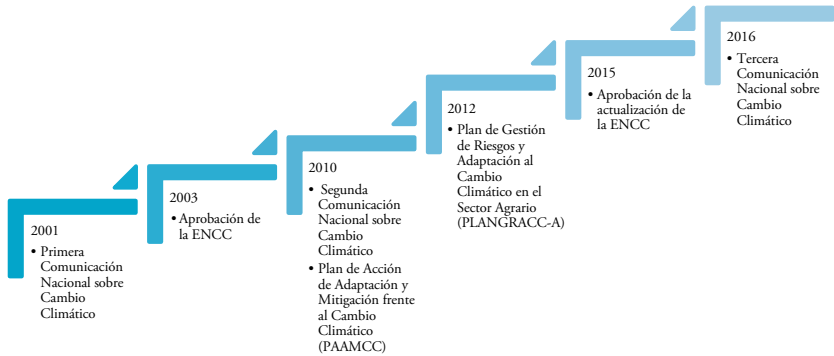 2001
• Primera
Comunicación
Nacional sobre
Cambio
Climático
2003
• Aprobación de
la ENCC
2010
• Segunda
Comunicación
Nacional sobre
Cambio
Climático
• Plan de Acción
de Adaptación y
Mitigación frente
al Cambio
Climático
(PAAMCC)
2012
• Plan de Gestión
de Riesgos y
Adaptación al
Cambio
Climático en el
Sector Agrario
(PLANGRACC-A)
2015
• Aprobación de la
actualización de
la ENCC
2016
• Tercera
Comunicación
Nacional sobre
Cambio
Climático